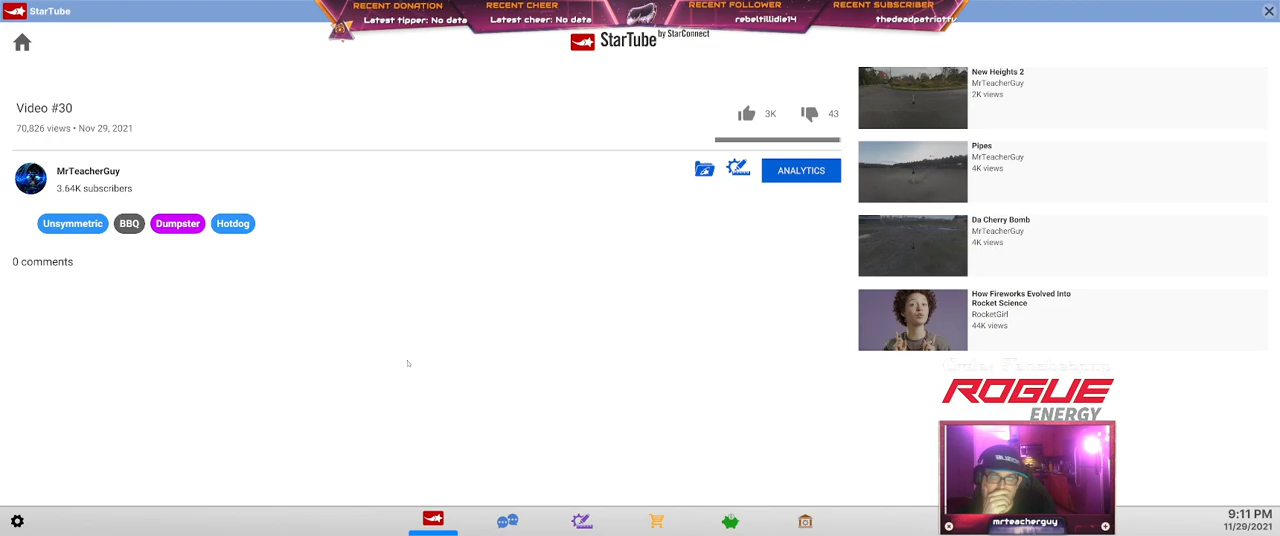 StarTube
RECENT DONATION
Latest tipper: No data
RECENT CHEER
Latest cheer: No data
RECENT FOLLOWER
rebeltillidie14
RECENT SUBSCRIBER
thedeadpatriottv
StarTube by StarConnect
Video #30
70,826 views • Nov 29, 2021
3K
43
MrTeacherGuy
3.64K subscribers
ANALYTICS
Unsymmetric
BBQ
Dumpster
Hotdog
0 comments
New Heights 2
MrTeacherGuy
2K views
Pipes
MrTeacherGuy
4K views
Da Cherry Bomb
MrTeacherGuy
4K views
How Fireworks Evolved Into
Rocket Science
RocketGirl
44K views
ROGUE
ENERGY
mrteacherguy
9:11 PM
11/29/2021